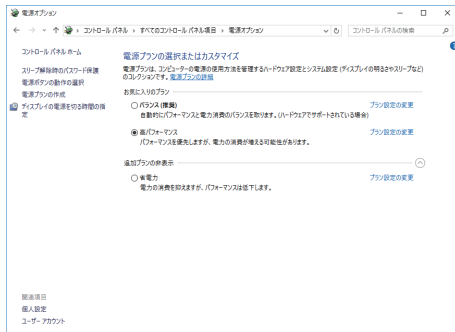 電源オプション
コントロール パネル › すべてのコントロール パネル項目 › 電源オプション
コントロール パネルの検索
コントロール パネル ホーム
スリープ解除時のパスワード保護
電源ボタンの動作の選択
電源プランの作成
ディスプレイの電源を切る時間の指
定
電源プランの選択またはカスタマイズ
電源プランは、コンピューターの電源の使用方法を管理するハードウェア設定とシステム設定 (ディスプレイの明るさやスリープなど)
のコレクションです。電源プランの詳細
お気に入りのプラン
バランス (推奨) プラン設定の変更
自動的にパフォーマンスと電力消費のバランスを取ります。(ハードウェアでサポートされている場合)
高パフォーマンス プラン設定の変更
パフォーマンスを優先しますが、電力の消費が増える可能性があります。
追加プランの非表示
省電力 プラン設定の変更
電力の消費を抑えますが、パフォーマンスは低下します。
関連項目
個人設定
ユーザー アカウント